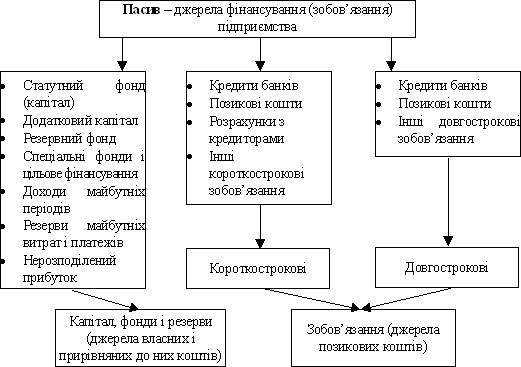 Пасив – джерела фінансування (зобов’язання)
підприємства
• Статутний фонд
(капітал)
• Додатковий капітал
• Резервний фонд
• Спеціальні фонди і
цільове фінансування
• Доходи майбутніх
періодів
• Резерви майбутніх
витрат і платежів
• Нерозподілений
прибуток
• Кредити банків
• Позикові кошти
• Розрахунки з
кредиторами
• Інші
короткострокові
зобов’язання
• Кредити банків
• Позикові кошти
• Інші довгострокові
зобов’язання
Короткострокові
Довгострокові
Капітал, фонди і резерви
(джерела власних і
прирівняних до них коштів)
Зобов’язання (джерела
позикових коштів)